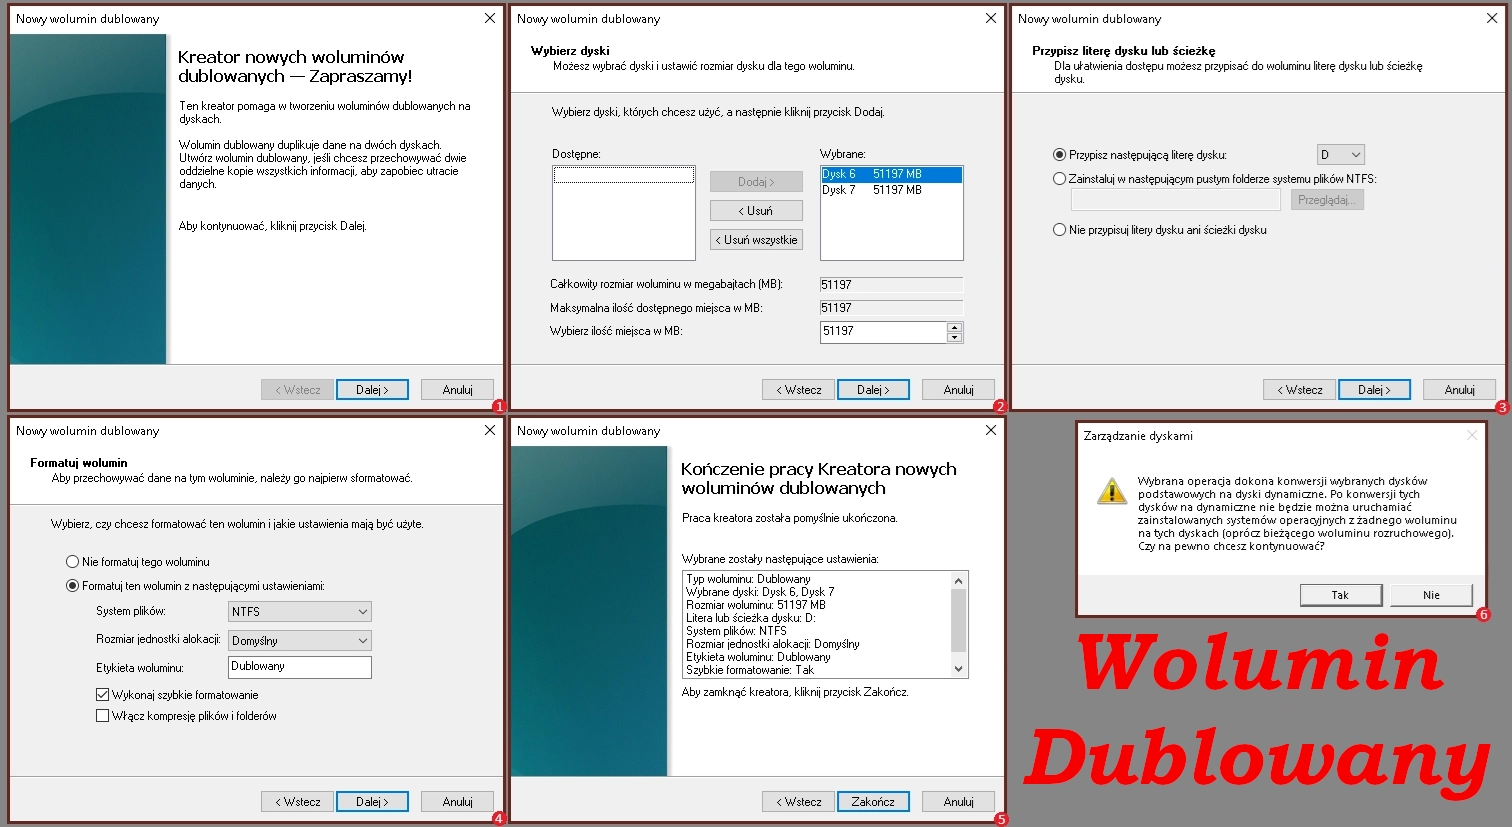 Nowy wolumin dublowany
Kreator nowych woluminów
dublowanych — Zapraszamy!
Ten kreator pomaga w tworzeniu woluminów dublowanych na
dyskach.
Wolumin dublowany duplikuje dane na dwóch dyskach.
Utwórz wolumin dublowany, jeśli chcesz przechowywać dwie
oddzielne kopie wszystkich informacji, aby zapobiec utracie
danych.
Aby kontynuować, kliknij przycisk Dalej.
< Wstecz
Dalej >
Anuluj
1
Nowy wolumin dublowany
Wybierz dyski
Możesz wybrać dyski i ustawić rozmiar dysku dla tego woluminu.
Wybierz dyski, których chcesz użyć, a następnie kliknij przycisk Dodaj.
Dostępne:
Wybrane:
Dodaj >
< Usuń
< Usuń wszystkie
Dysk 6 51197 MB
Dysk 7 51197 MB
Całkowity rozmiar woluminu w megabajtach (MB):
51197
Maksymalna ilość dostępnego miejsca w MB:
51197
Wybierz ilość miejsca w MB:
51197
< Wstecz
Dalej >
Anuluj
2
Nowy wolumin dublowany
Przypisz literę dysku lub ścieżkę
Dla ułatwienia dostępu możesz przypisać do woluminu literę dysku lub ścieżkę
dysku.
Przypisz następującą literę dysku:
D
Zainstaluj w następującym pustym folderze systemu plików NTFS:
Przeglądaj...
Nie przypisuj litery dysku ani ścieżki dysku
< Wstecz
Dalej >
Anuluj
3
Nowy wolumin dublowany
Formatuj wolumin
Aby przechowywać dane na tym woluminie, należy go najpierw sformatować.
Wybierz, czy chcesz formatować ten wolumin i jakie ustawienia mają być użyte.
Nie formatuj tego woluminu
Formatuj ten wolumin z następującymi ustawieniami:
System plików:
NTFS
Rozmiar jednostki alokacji:
Domyślny
Etykieta woluminu:
Dublowany
Wykonaj szybkie formatowanie
Włącz kompresję plików i folderów
< Wstecz
Dalej >
Anuluj
4
Nowy wolumin dublowany
Kończenie pracy Kreatora nowych
woluminów dublowanych
Praca kreatora została pomyślnie ukończona.
Wybrane zostały następujące ustawienia:
Typ woluminu: Dublowany
Wybrane dyski: Dysk 6, Dysk 7
Rozmiar woluminu: 51197 MB
Litera lub ścieżka dysku: D:
System plików: NTFS
Rozmiar jednostki alokacji: Domyślny
Etykieta woluminu: Dublowany
Szybkie formatowanie: Tak
Aby zamknąć kreatora, kliknij przycisk Zakończ.
< Wstecz
Zakończ
Anuluj
5
Zarządzanie dyskami
Wybrana operacja dokona konwersji wybranych dysków
podstawowych na dyski dynamiczne. Po konwersji tych
dysków na dynamiczne nie będzie można uruchamiać
zainstalowanych systemów operacyjnych z żadnego woluminu
na tych dyskach (oprócz bieżącego woluminu rozruchowego).
Czy na pewno chcesz kontynuować?
Tak
Nie
6
Wolumin
Dublowany